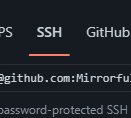 PS SSH GitHub
@github.com:Mirrorful
password-protected SSH